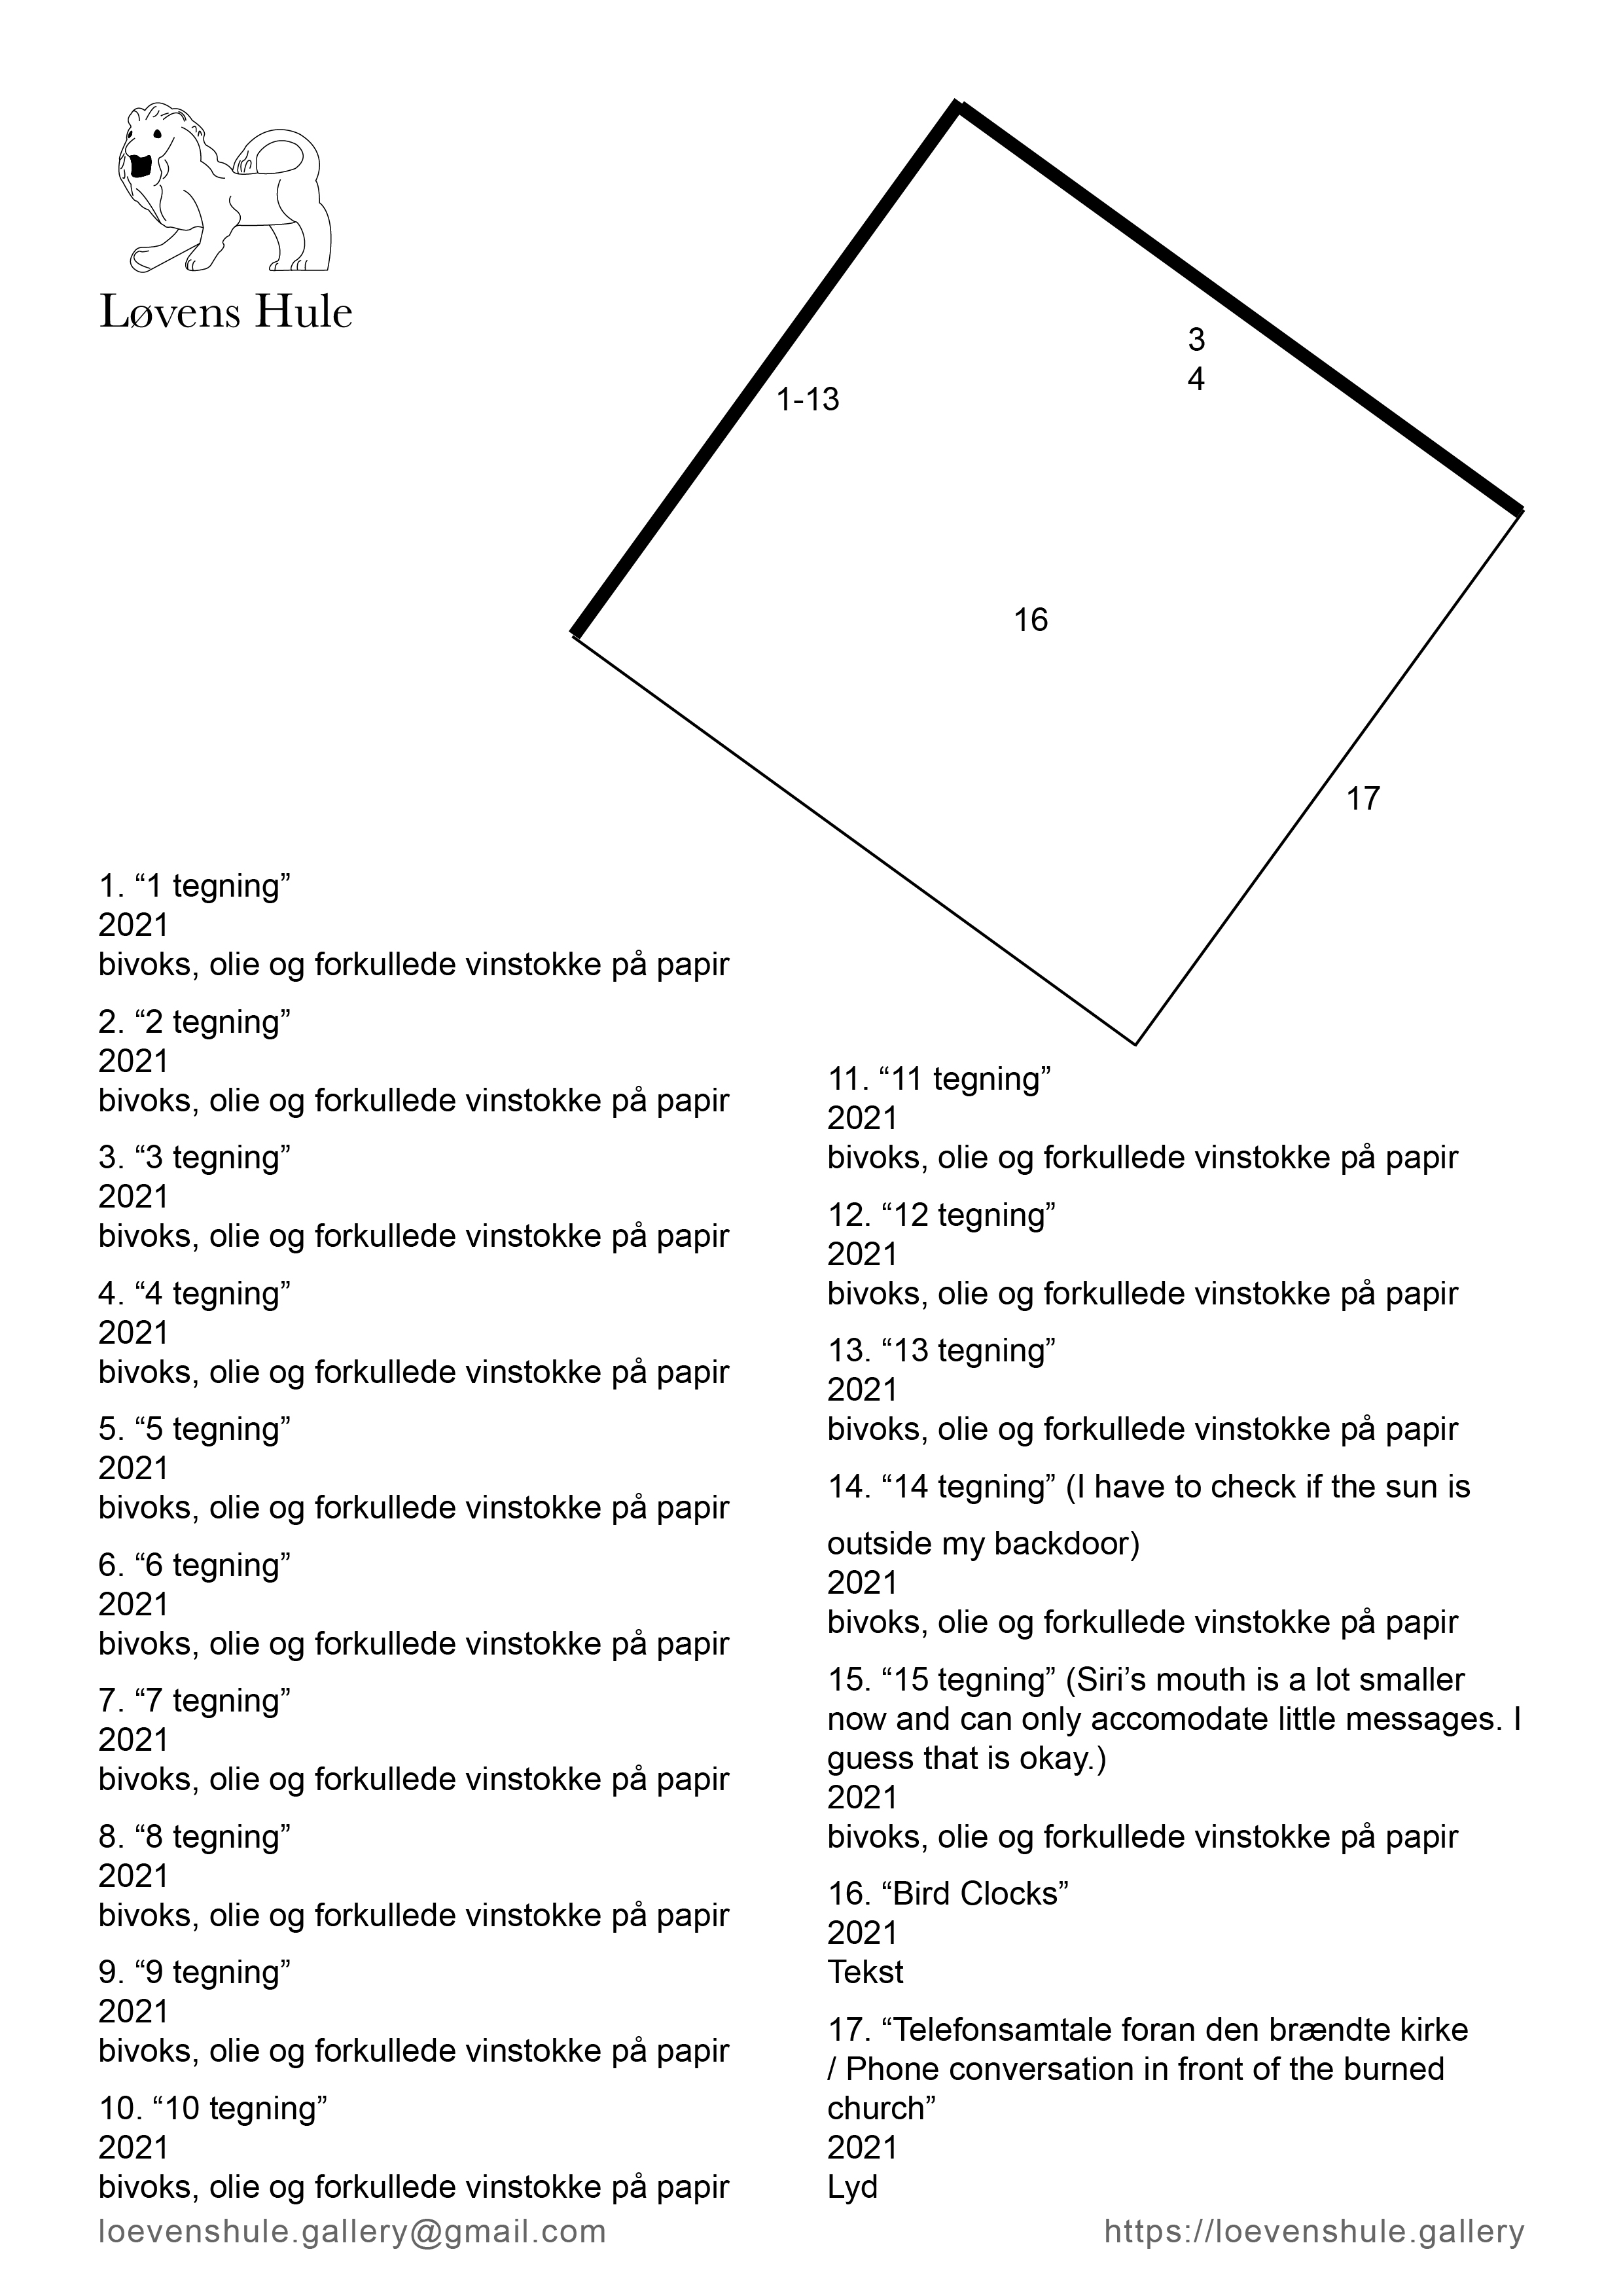 Løvens Hule
1-13
3
4
16
17
1. “1 tegning”
2021
bivoks, olie og forkullede vinstokke på papir
2. “2 tegning”
2021
bivoks, olie og forkullede vinstokke på papir
3. “3 tegning”
2021
bivoks, olie og forkullede vinstokke på papir
4. “4 tegning”
2021
bivoks, olie og forkullede vinstokke på papir
5. “5 tegning”
2021
bivoks, olie og forkullede vinstokke på papir
6. “6 tegning”
2021
bivoks, olie og forkullede vinstokke på papir
7. “7 tegning”
2021
bivoks, olie og forkullede vinstokke på papir
8. “8 tegning”
2021
bivoks, olie og forkullede vinstokke på papir
9. “9 tegning”
2021
bivoks, olie og forkullede vinstokke på papir
10. “10 tegning”
2021
bivoks, olie og forkullede vinstokke på papir
11. “11 tegning”
2021
bivoks, olie og forkullede vinstokke på papir
12. “12 tegning”
2021
bivoks, olie og forkullede vinstokke på papir
13. “13 tegning”
2021
bivoks, olie og forkullede vinstokke på papir
14. “14 tegning” (I have to check if the sun is
outside my backdoor)
2021
bivoks, olie og forkullede vinstokke på papir
15. “15 tegning” (Siri’s mouth is a lot smaller
now and can only accomodate little messages. I
guess that is okay.)
2021
bivoks, olie og forkullede vinstokke på papir
16. “Bird Clocks”
2021
Tekst
17. “Telefonsamtale foran den brændte kirke
/ Phone conversation in front of the burned
church”
2021
Lyd
loevenshule.gallery@gmail.com
https://loevenshule.gallery